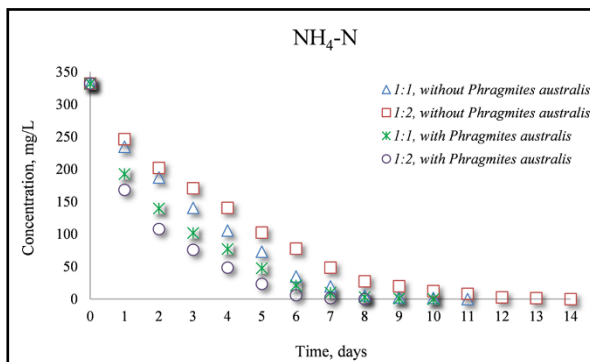 NH₄-N
350
300
250
200
150
100
50
0
Concentration, mg/L
1:1, without Phragmites australis
1:2, without Phragmites australis
1:1, with Phragmites australis
1:2, with Phragmites australis
0 1 2 3 4 5 6 7 8 9 10 11 12 13 14
Time, days